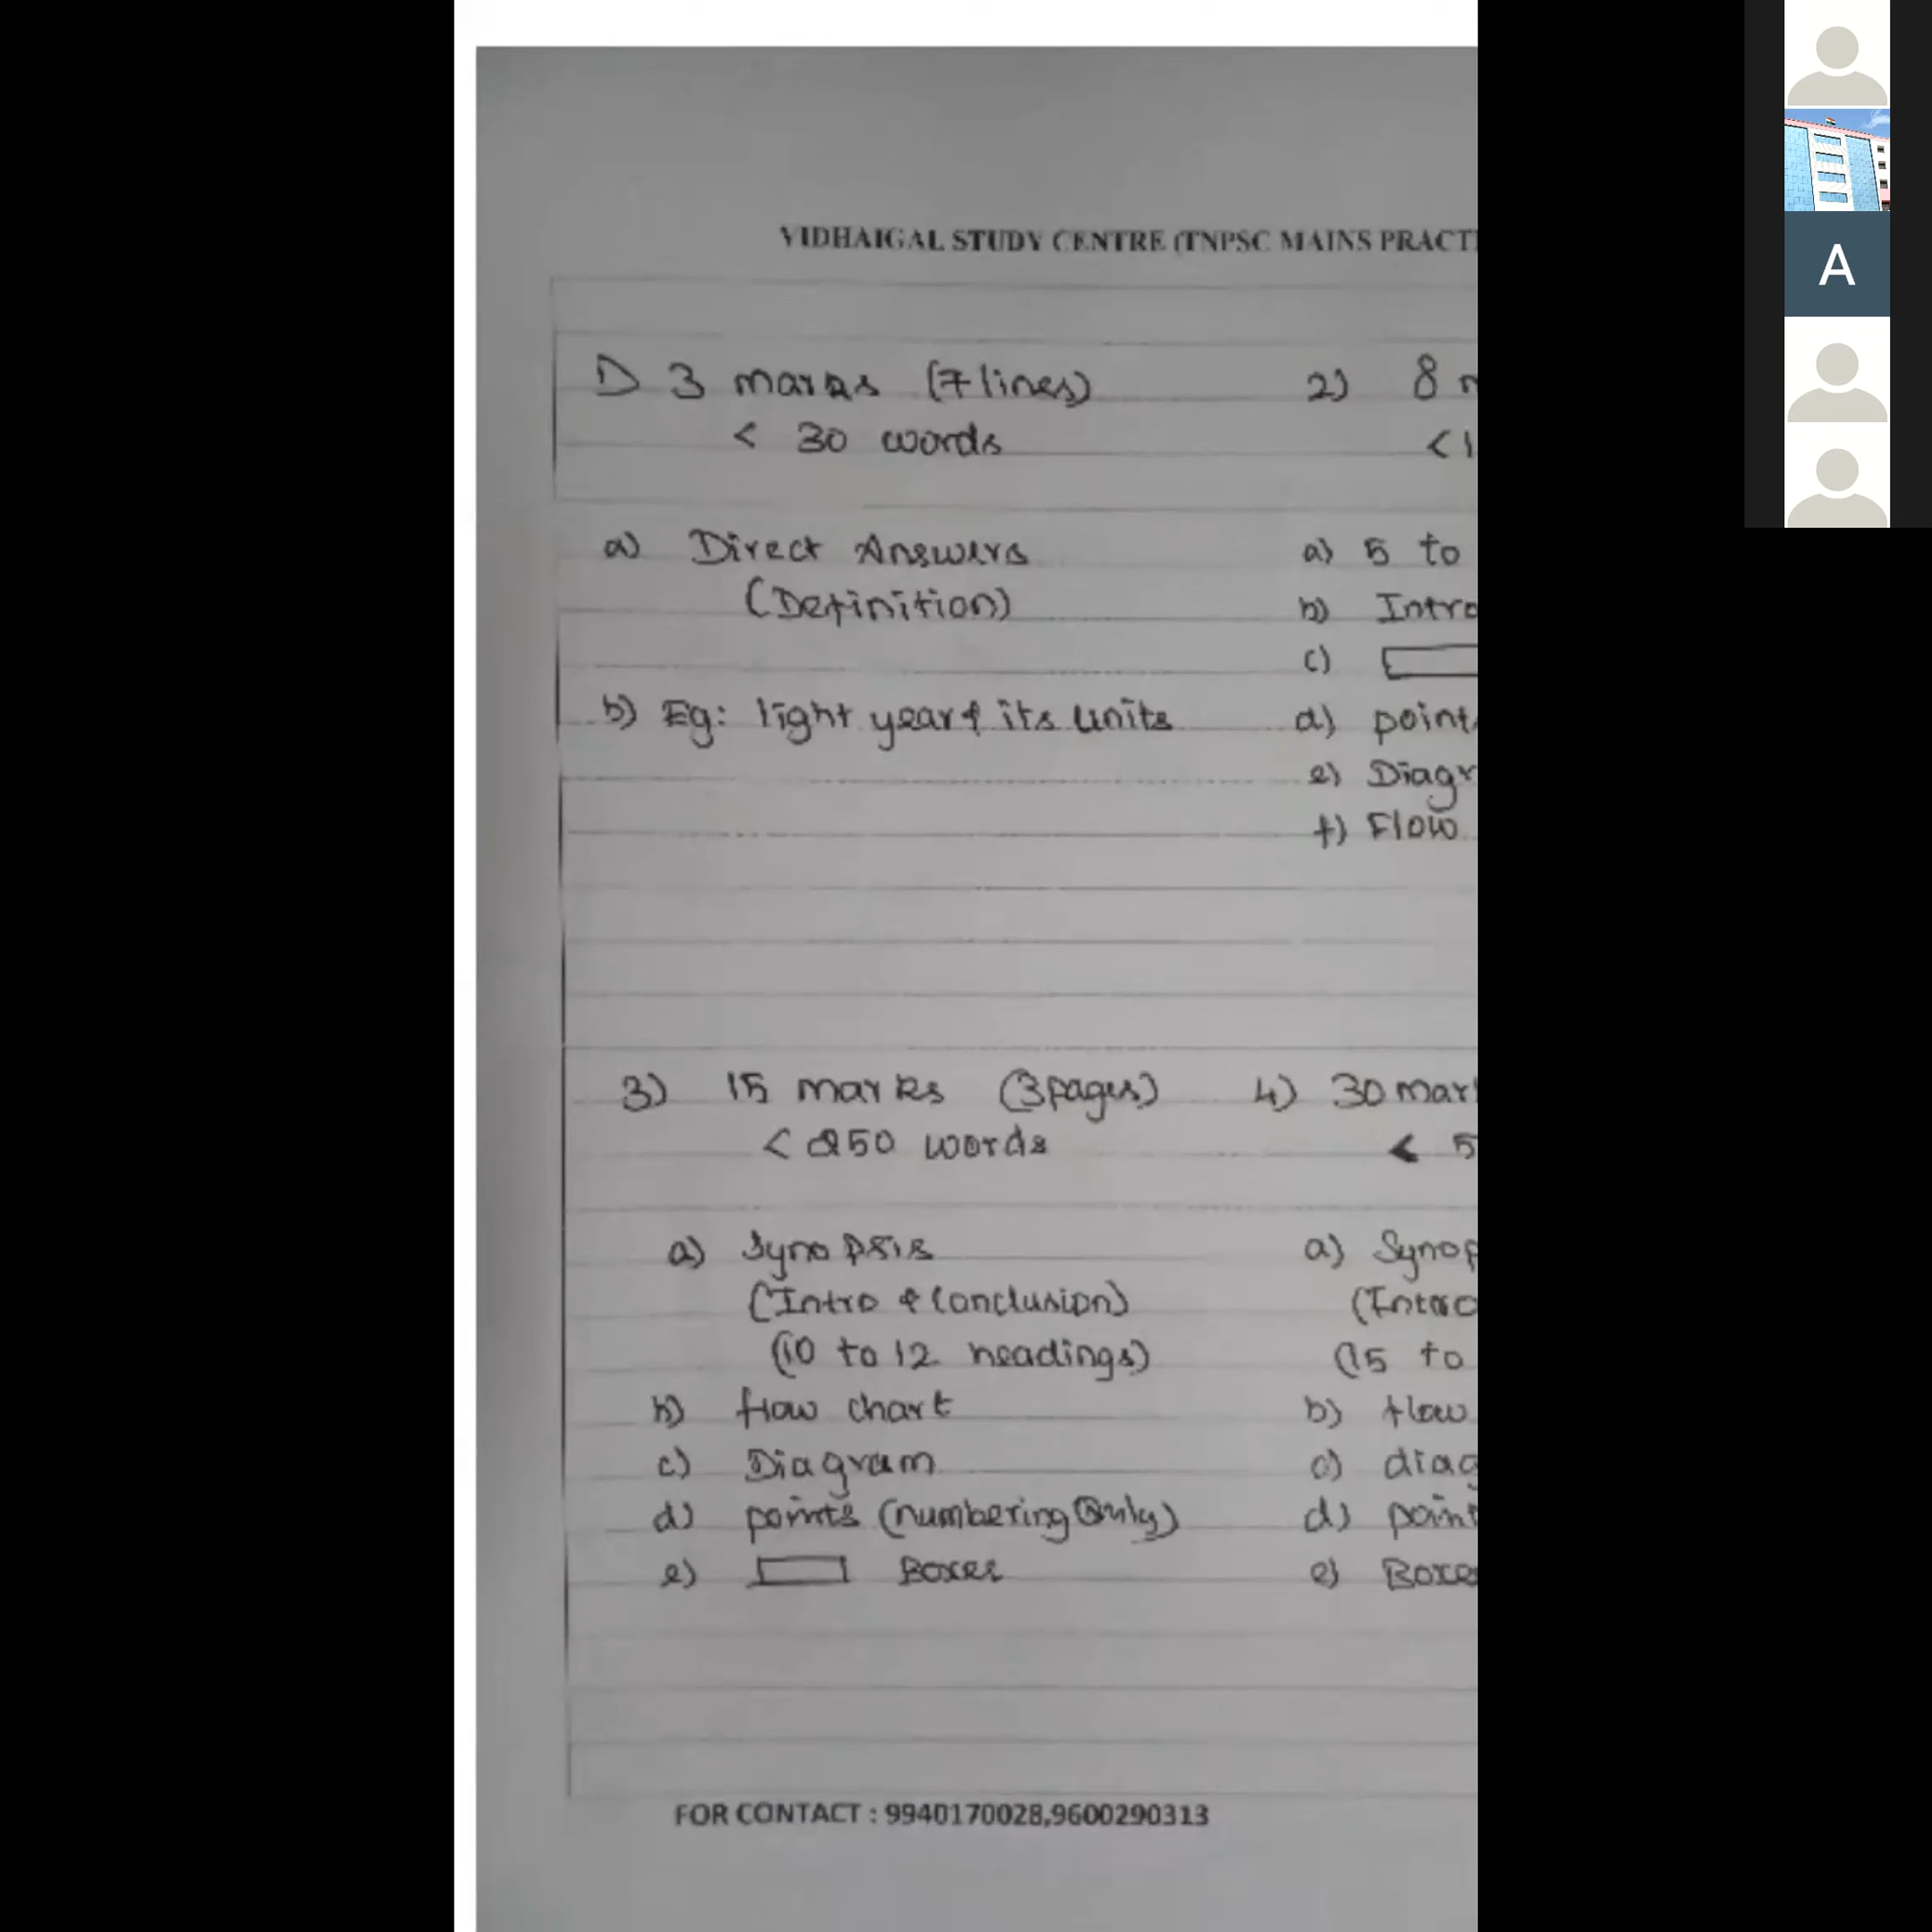 VIDHAIGAL STUDY CENTRE (TNPSC MAINS PRACTI
1) 3 marks (7 lines)
< 30 words
a) Direct Answers
(Definition)
b) Eg: light year & its units
2) 8 m
< 1
a) 5 to
b) Intro
c)
d) point
e) Diagr
f) Flow
3) 15 marks (3 pages)
< 250 words
a) Synopsis
(Intro & Conclusion)
(10 to 12 headings)
b) flow chart
c) Diagram
d) points (numbering only)
e) Boxes
4) 30 mar
< 5
a) Synop
(Intro
(15 to
b) flow
c) diag
d) point
e) Boxe
FOR CONTACT : 9940170028,9600290313
A